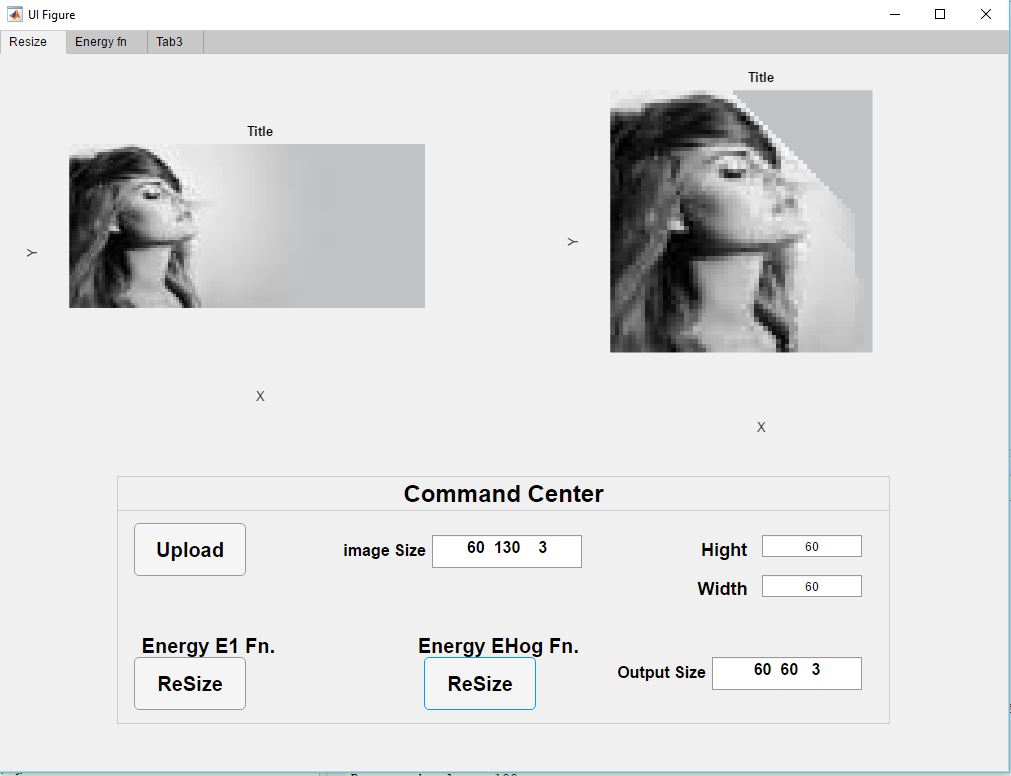 UI Figure
Resize Energy fn Tab3
Title
Title
Y
Y
X
X
Command Center
Upload
image Size 60 130 3
Hight 60
Width 60
Energy E1 Fn.
Energy EHog Fn.
ReSize
ReSize
Output Size 60 60 3